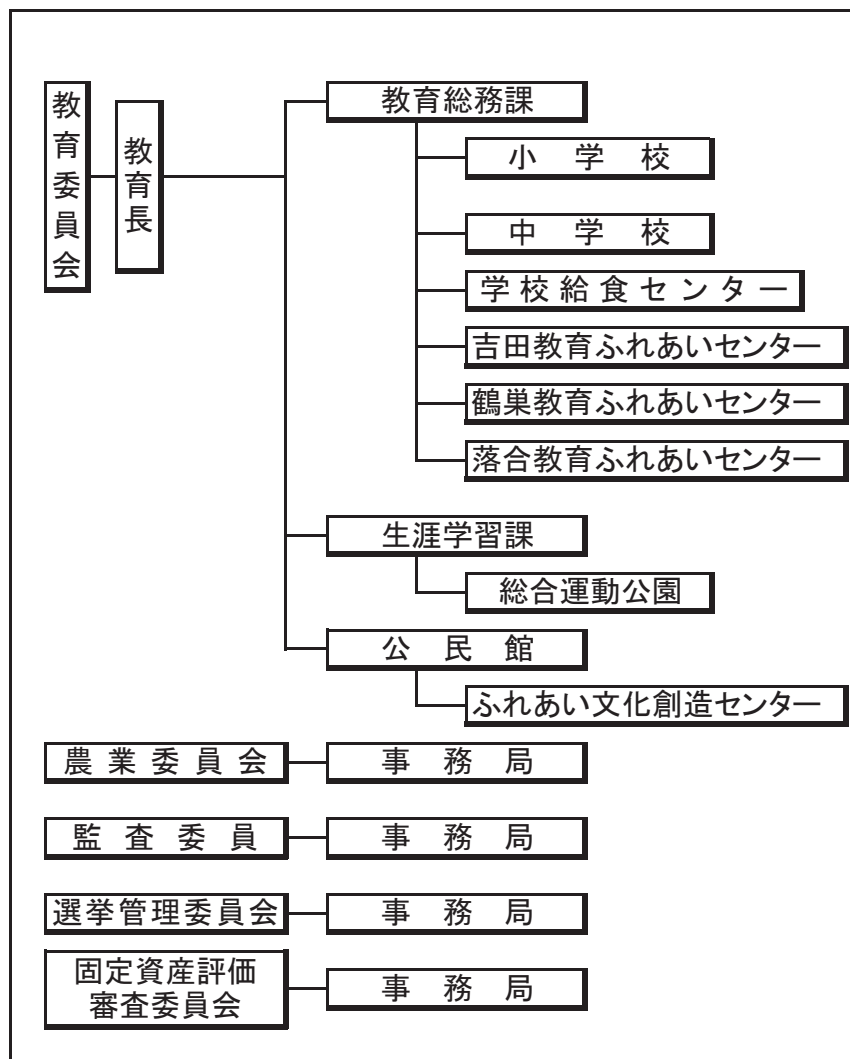 教育委員会
教育長
教育総務課
小学校
中学校
学校給食センター
吉田教育ふれあいセンター
鶴巣教育ふれあいセンター
落合教育ふれあいセンター
生涯学習課
総合運動公園
公民館
ふれあい文化創造センター
農業委員会
事務局
監査委員
事務局
選挙管理委員会
事務局
固定資産評価
審査委員会
事務局